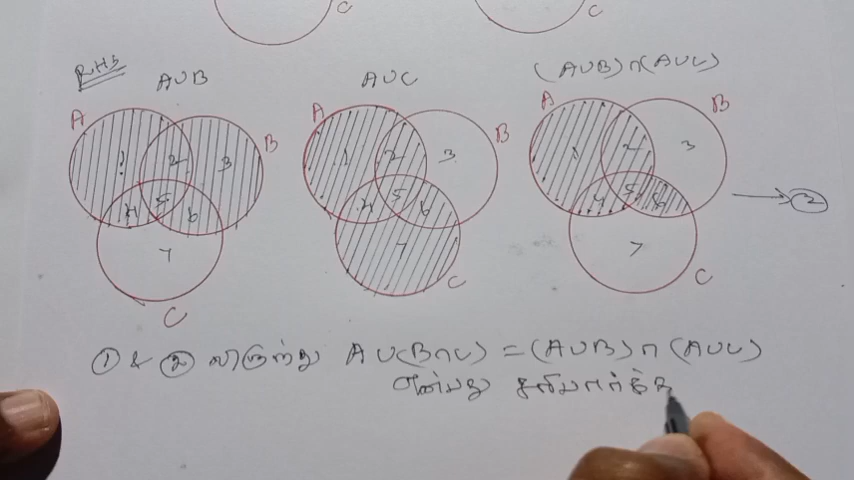 C C
RHS
A∪B A∪C (A∪B)∩(A∪C)
A B A B A B
1 2 3 1 2 3 1 2 3
4 5 6 4 5 6 4 5 6 → ②
7 7 7
C C C
① & ② லிருந்து A∪(B∩C) = (A∪B)∩(A∪C)
என்பது சரிபார்க்க